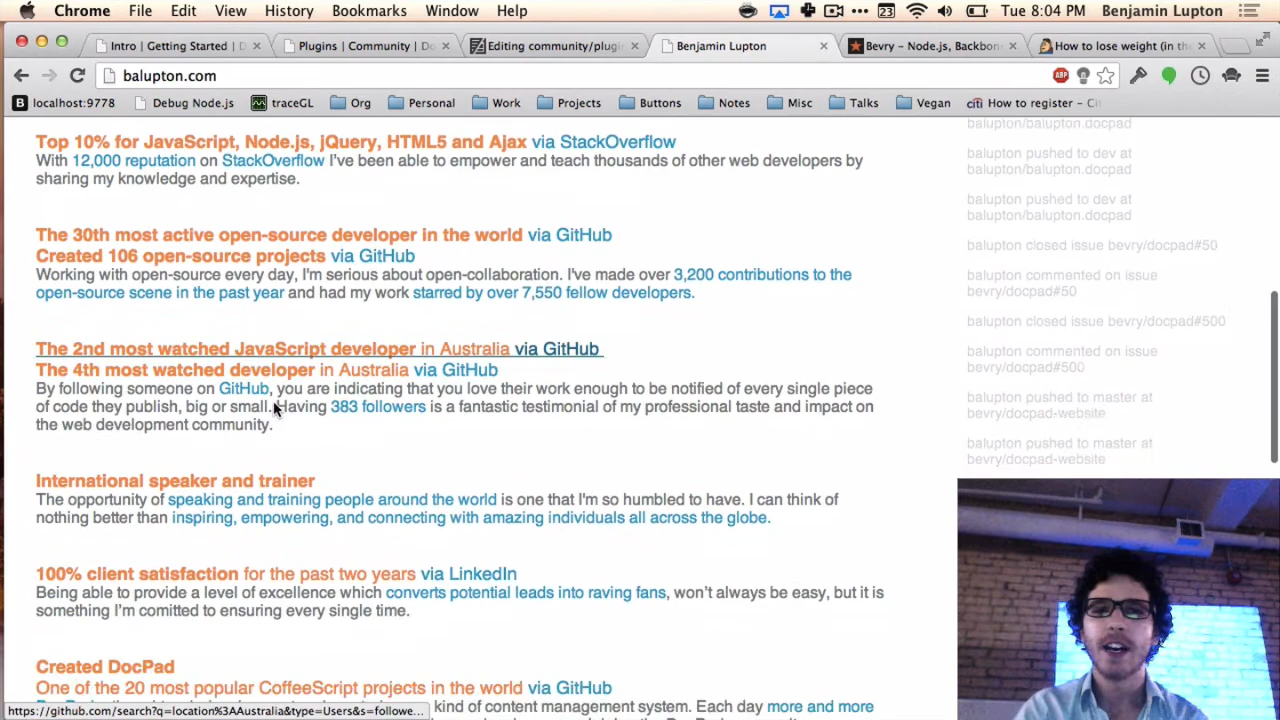 Chrome File Edit View History Bookmarks Window Help 23 Tue 8:04 PM Benjamin Lupton
Intro | Getting Started | D
Plugins | Community | Do
Editing community/plugin
Benjamin Lupton
Bevry – Node.js, Backbon
How to lose weight (in th
balupton.com
ABP
B localhost:9778 Debug Node.js traceGL Org Personal Work Projects Buttons Notes Misc Talks Vegan citi How to register –
Top 10% for JavaScript, Node.js, jQuery, HTML5 and Ajax via StackOverflow
With 12,000 reputation on StackOverflow I've been able to empower and teach thousands of other web developers by
sharing my knowledge and expertise.
The 30th most active open-source developer in the world via GitHub
Created 106 open-source projects via GitHub
Working with open-source every day, I'm serious about open-collaboration. I've made over 3,200 contributions to the
open-source scene in the past year and had my work starred by over 7,550 fellow developers.
The 2nd most watched JavaScript developer in Australia via GitHub
The 4th most watched developer in Australia via GitHub
By following someone on GitHub, you are indicating that you love their work enough to be notified of every single piece
of code they publish, big or small. Having 383 followers is a fantastic testimonial of my professional taste and impact on
the web development community.
International speaker and trainer
The opportunity of speaking and training people around the world is one that I'm so humbled to have. I can think of
nothing better than inspiring, empowering, and connecting with amazing individuals all across the globe.
100% client satisfaction for the past two years via LinkedIn
Being able to provide a level of excellence which converts potential leads into raving fans, won't always be easy, but it is
something I'm comitted to ensuring every single time.
Created DocPad
One of the 20 most popular CoffeeScript projects in the world via GitHub
kind of content management system. Each day more and more
https://github.com/search?q=location%3AAustralia&type=Users&s=followe...
balupton/balupton.docpad
balupton pushed to dev at
balupton/balupton.docpad
balupton pushed to dev at
balupton/balupton.docpad
balupton closed issue bevry/docpad#50
balupton commented on issue
bevry/docpad#50
balupton closed issue bevry/docpad#500
balupton commented on issue
bevry/docpad#500
balupton pushed to master at
bevry/docpad-website
balupton pushed to master at
bevry/docpad-website